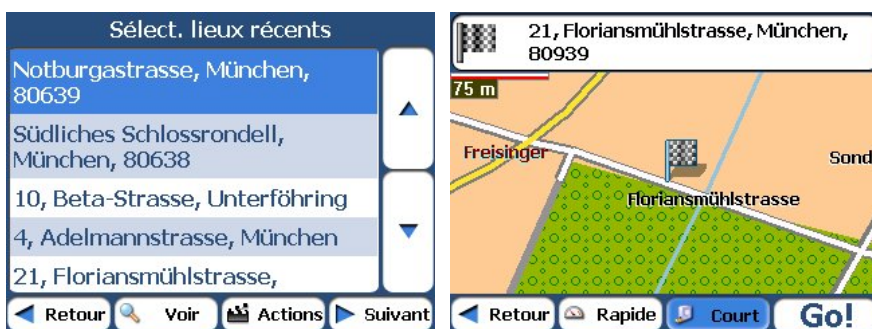 Sélect. lieux récents
Notburgastrasse, München,
80639
Südliches Schlossrondell,
München, 80638
10, Beta-Strasse, Unterföhring
4, Adelmannstrasse, München
21, Floriansmühlstrasse,
Retour Voir Actions Suivant
21, Floriansmühlstrasse, München,
80939
75 m
Freisinger
Sond
Floriansmühlstrasse
Retour Rapide Court Go!